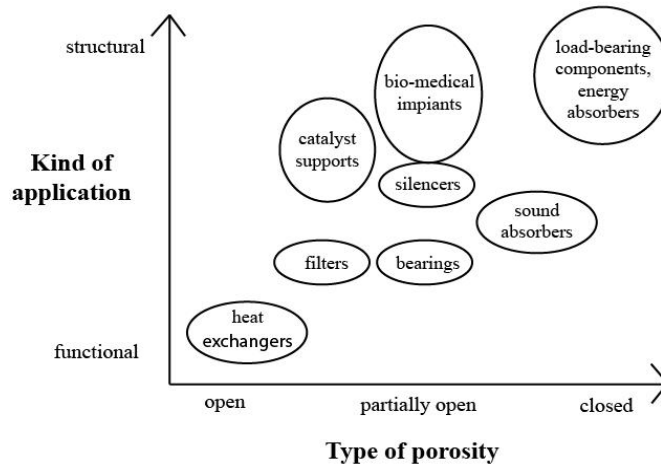 structural
load-bearing
components,
energy
absorbers
bio-medical
impiants
catalyst
supports
Kind of
application
silencers
sound
absorbers
filters
bearings
heat
exchangers
functional
open
partially open
closed
Type of porosity